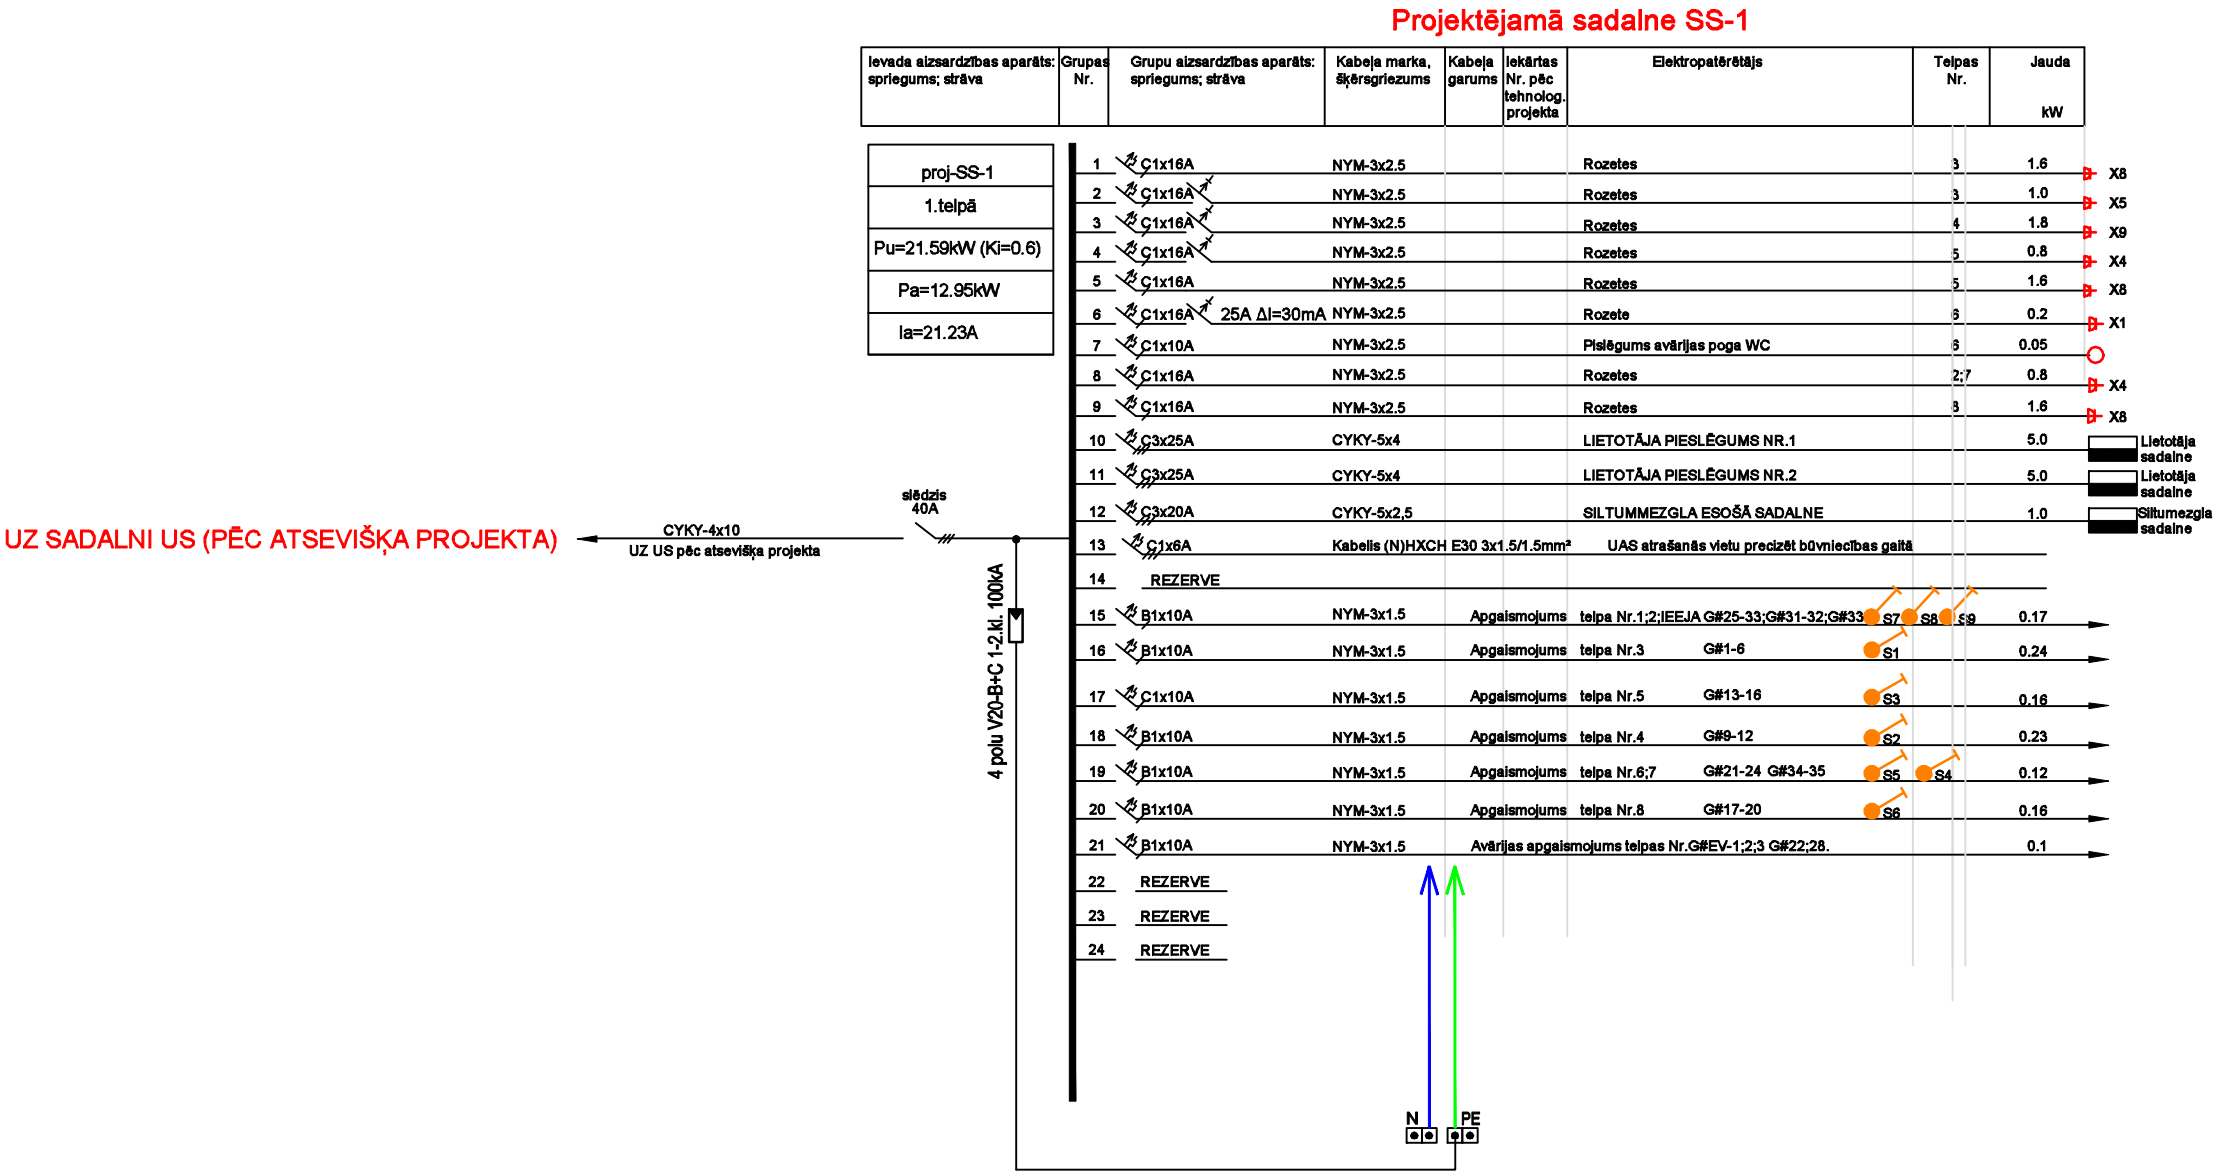 Projektējamā sadalne SS-1
Ievada aizsardzības aparāts: spriegums; strāva
Grupas Nr.
Grupu aizsardzības aparāts: spriegums; strāva
Kabeļa marka, šķērsgriezums
Kabeļa garums
Iekārtas Nr. pēc tehnolog. projekta
Elektropatērētājs
Telpas Nr.
Jauda kW
proj-SS-1
1.telpā
Pu=21.59kW (Ki=0.6)
Pa=12.95kW
Ia=21.23A
1 C1x16A NYM-3x2.5 Rozetes 3 1.6 X8
2 C1x16A NYM-3x2.5 Rozetes 3 1.0 X5
3 C1x16A NYM-3x2.5 Rozetes 4 1.8 X9
4 C1x16A NYM-3x2.5 Rozetes 5 0.8 X4
5 C1x16A NYM-3x2.5 Rozetes 5 1.6 X8
6 C1x16A 25A ΔI=30mA NYM-3x2.5 Rozete 6 0.2 X1
7 C1x10A NYM-3x2.5 Pislēgums avārijas poga WC 6 0.05
8 C1x16A NYM-3x2.5 Rozetes 2;7 0.8 X4
9 C1x16A NYM-3x2.5 Rozetes 8 1.6 X8
10 C3x25A CYKY-5x4 LIETOTĀJA PIESLĒGUMS NR.1 5.0 Lietotāja sadalne
11 C3x25A CYKY-5x4 LIETOTĀJA PIESLĒGUMS NR.2 5.0 Lietotāja sadalne
12 C3x20A CYKY-5x2,5 SILTUMMEZGLA ESOŠĀ SADALNE 1.0 Siltumezgla sadalne
13 C1x6A Kabelis (N)HXCH E30 3x1.5/1.5mm² UAS atrašanās vietu precizēt būvniecības gaitā
14 REZERVE
15 B1x10A NYM-3x1.5 Apgaismojums telpa Nr.1;2;IEEJA G#25-33;G#31-32;G#33 S7 S8 S9 0.17
16 B1x10A NYM-3x1.5 Apgaismojums telpa Nr.3 G#1-6 S1 0.24
17 C1x10A NYM-3x1.5 Apgaismojums telpa Nr.5 G#13-16 S3 0.16
18 B1x10A NYM-3x1.5 Apgaismojums telpa Nr.4 G#9-12 S2 0.23
19 B1x10A NYM-3x1.5 Apgaismojums telpa Nr.6;7 G#21-24 G#34-35 S5 S4 0.12
20 B1x10A NYM-3x1.5 Apgaismojums telpa Nr.8 G#17-20 S6 0.16
21 B1x10A NYM-3x1.5 Avārijas apgaismojums telpas Nr.G#EV-1;2;3 G#22;28. 0.1
22 REZERVE
23 REZERVE
24 REZERVE
slēdzis
40A
UZ SADALNI US (PĒC ATSEVIŠĶA PROJEKTA)
CYKY-4x10
UZ US pēc atsevišķa projekta
4 polu V20-B+C 1-2.kl. 100kA
N PE